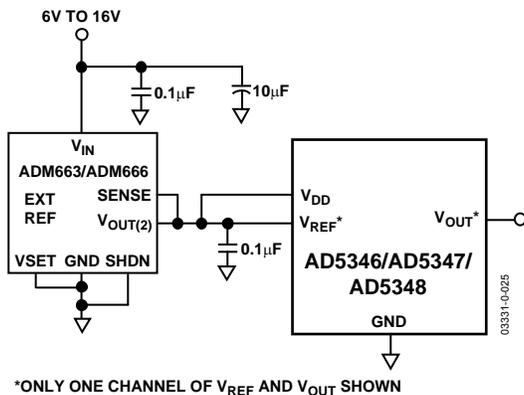 6V TO 16V
0.1μF
10μF
VIN
ADM663/ADM666
EXT
REF
SENSE
VOUT(2)
VSET GND SHDN
0.1μF
VDD
VREF*
VOUT*
AD5346/AD5347/
AD5348
GND
03331-0-025
*ONLY ONE CHANNEL OF VREF AND VOUT SHOWN